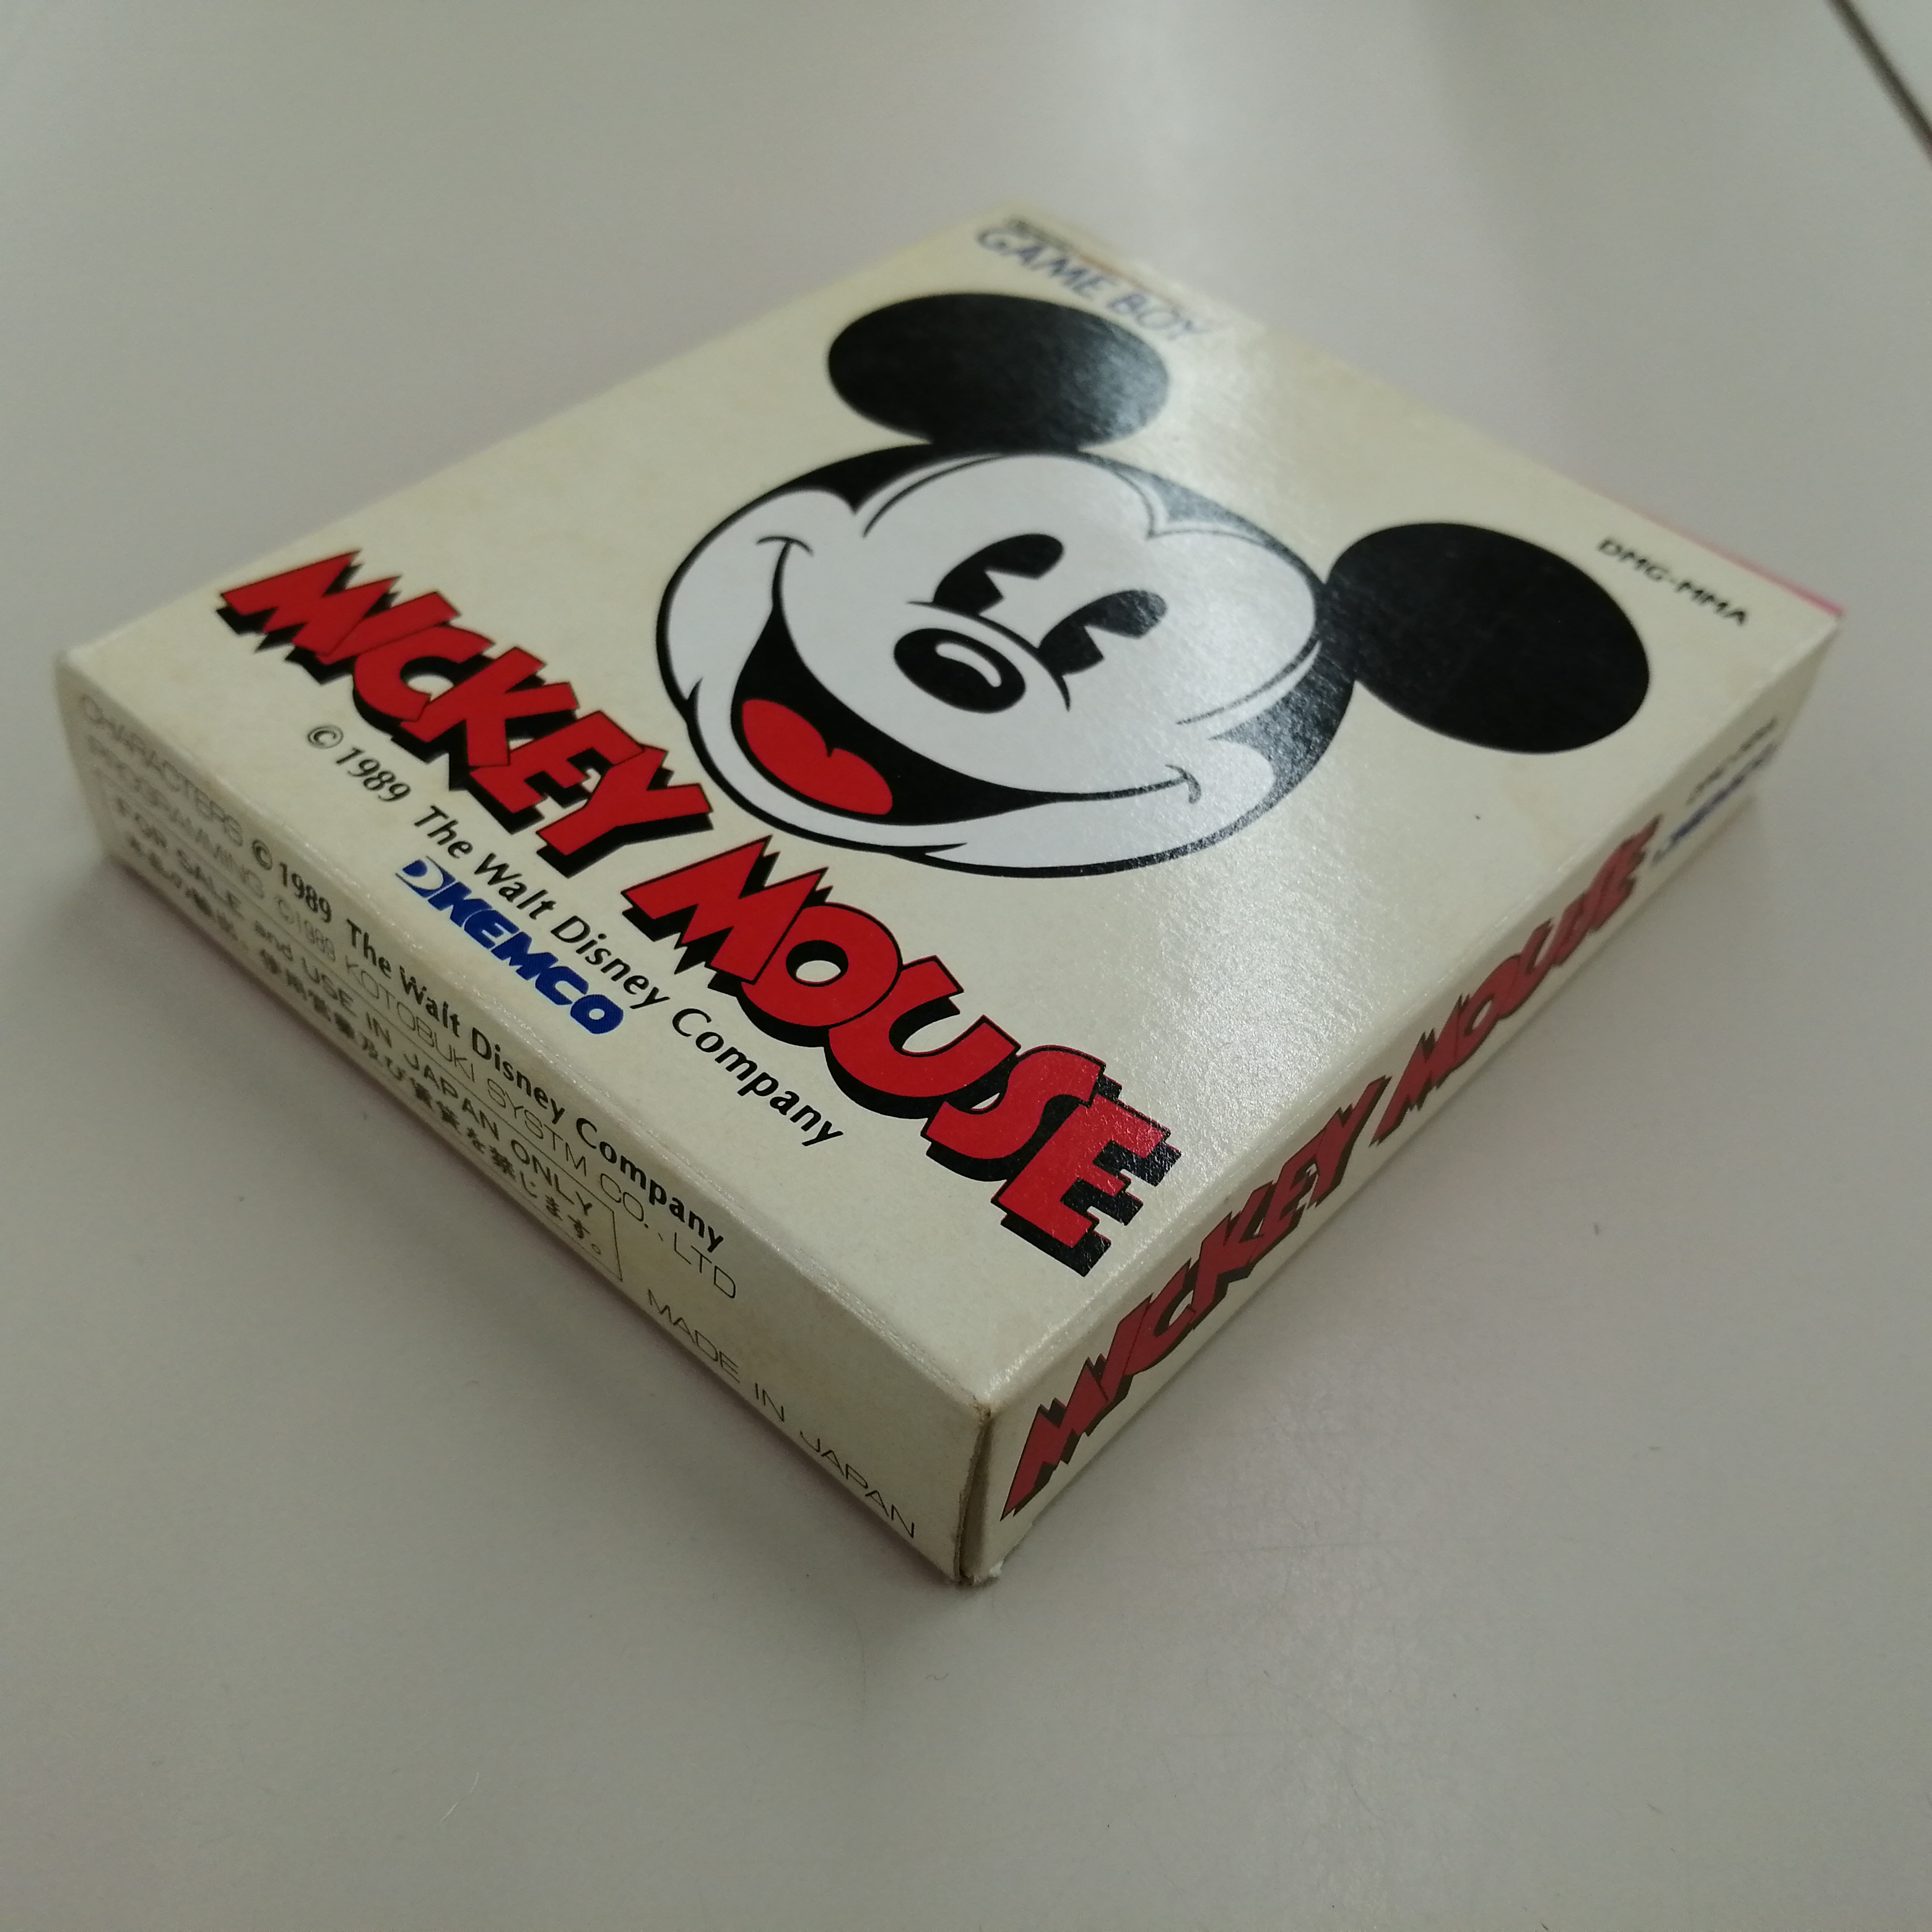 GAME BOY
DMG-MMA
MICKEY MOUSE
© 1989 The Walt Disney Company
KEMCO
CHARACTERS © 1989 The Walt Disney Company
PROGRAMING ©1989 KOTOBUKI SYSTM CO., LTD
FOR SALE and USE IN JAPAN ONLY
本品の輸出、使用営業及び賃貸を禁じます。
MADE IN JAPAN
MICKEY MOUSE